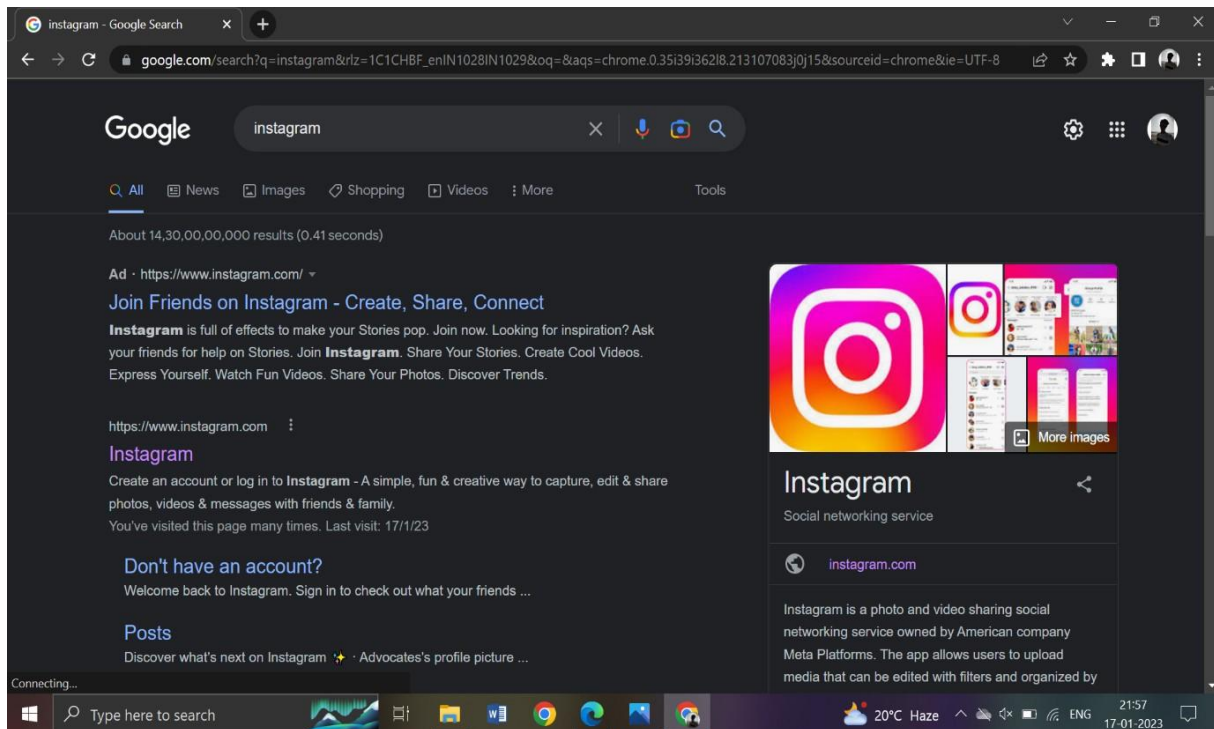 instagram - Google Search
google.com/search?q=instagram&rlz=1C1CHBF_enIN1028IN1029&oq=&aqs=chrome.0.35i39i362l8.213107083j0j15&sourceid=chrome&ie=UTF-8
Google
instagram
All News Images Shopping Videos More Tools
About 14,30,00,00,000 results (0.41 seconds)
Ad · https://www.instagram.com/
Join Friends on Instagram - Create, Share, Connect
Instagram is full of effects to make your Stories pop. Join now. Looking for inspiration? Ask
your friends for help on Stories. Join Instagram. Share Your Stories. Create Cool Videos.
Express Yourself. Watch Fun Videos. Share Your Photos. Discover Trends.
https://www.instagram.com
Instagram
Create an account or log in to Instagram - A simple, fun & creative way to capture, edit & share
photos, videos & messages with friends & family.
You've visited this page many times. Last visit: 17/1/23
Don't have an account?
Welcome back to Instagram. Sign in to check out what your friends ...
Posts
Discover what's next on Instagram ✨ · Advocates's profile picture ...
More images
Instagram
Social networking service
instagram.com
Instagram is a photo and video sharing social
networking service owned by American company
Meta Platforms. The app allows users to upload
media that can be edited with filters and organized by
Connecting...
Type here to search
20°C Haze
ENG
21:57
17-01-2023